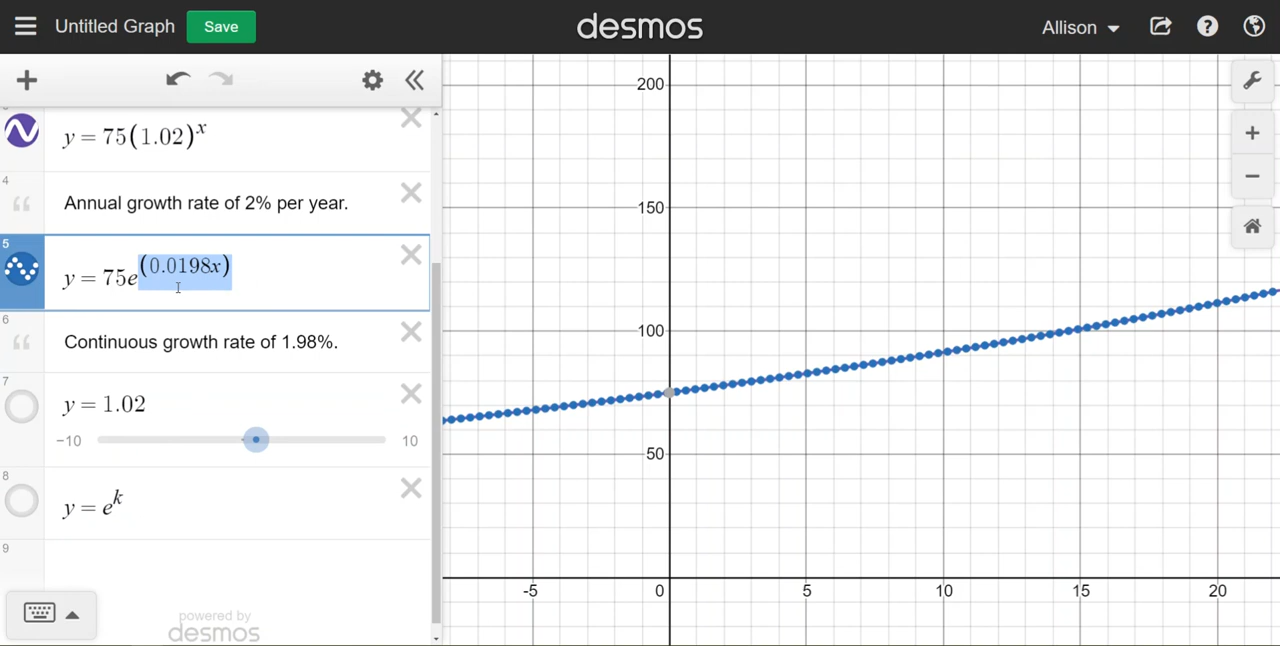 Untitled Graph Save desmos Allison
y = 75(1.02)^x
4
Annual growth rate of 2% per year.
5
y = 75e^(0.0198x)
6
Continuous growth rate of 1.98%.
7
y = 1.02
−10 10
8
y = e^k
9
powered by
desmos
200
150
100
50
-5 0 5 10 15 20